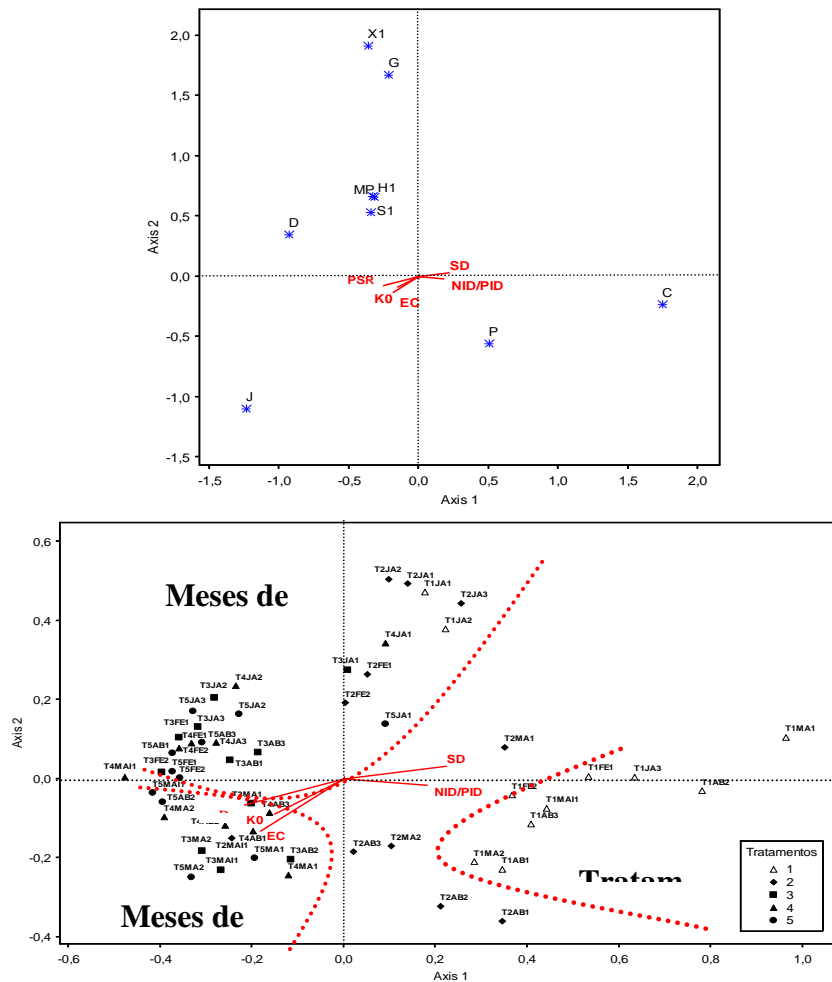 X1
2,0
G
1,5
1,0
MP H1
S1
0,5
D
Axis 2
SD
0,0
PSR
NID/PID
K0
EC
C
-0,5
P
J
-1,0
-1,5
-1,5 -1,0 -0,5 0,0 0,5 1,0 1,5 2,0
Axis 1
0,6
T2JA2 T2JA1 T1JA1
Meses de
T2JA3
0,4
T1JA2
T4JA1
T3JA1 T2FE1
T3JA2 T4JA2
T5JA3 T5JA2
T2FE2
0,2
T3FE1 T3JA3
T5JA1
T5AB1 T4FE1 T4JA3 T3AB3
T4FE2
T3FE2 T3AB1
T2MA1
T1MA1
Axis 2
T4MAI1 T5FE1 T5FE2
SD
T1FE1 T1JA3
0,0
T5MAI1
NID/PID
T1AB2
T5AB2 T3MA1 T4AB3
T1FE2 T1MAI1
T4MA2
K0
T1AB3
EC
T4AB1
T3MA2 T2MAI1 T5MA1 T3AB2
T2AB3 T2MA2
T1MA2 T1AB1
-0,2
T5MA2 T3MAI1 T4MA1
T2AB2 T2AB1
Meses de
-0,4
Tratamentos
1
2
3
4
5
-0,6 -0,4 -0,2 0,0 0,2 0,4 0,6 0,8 1,0
Axis 1